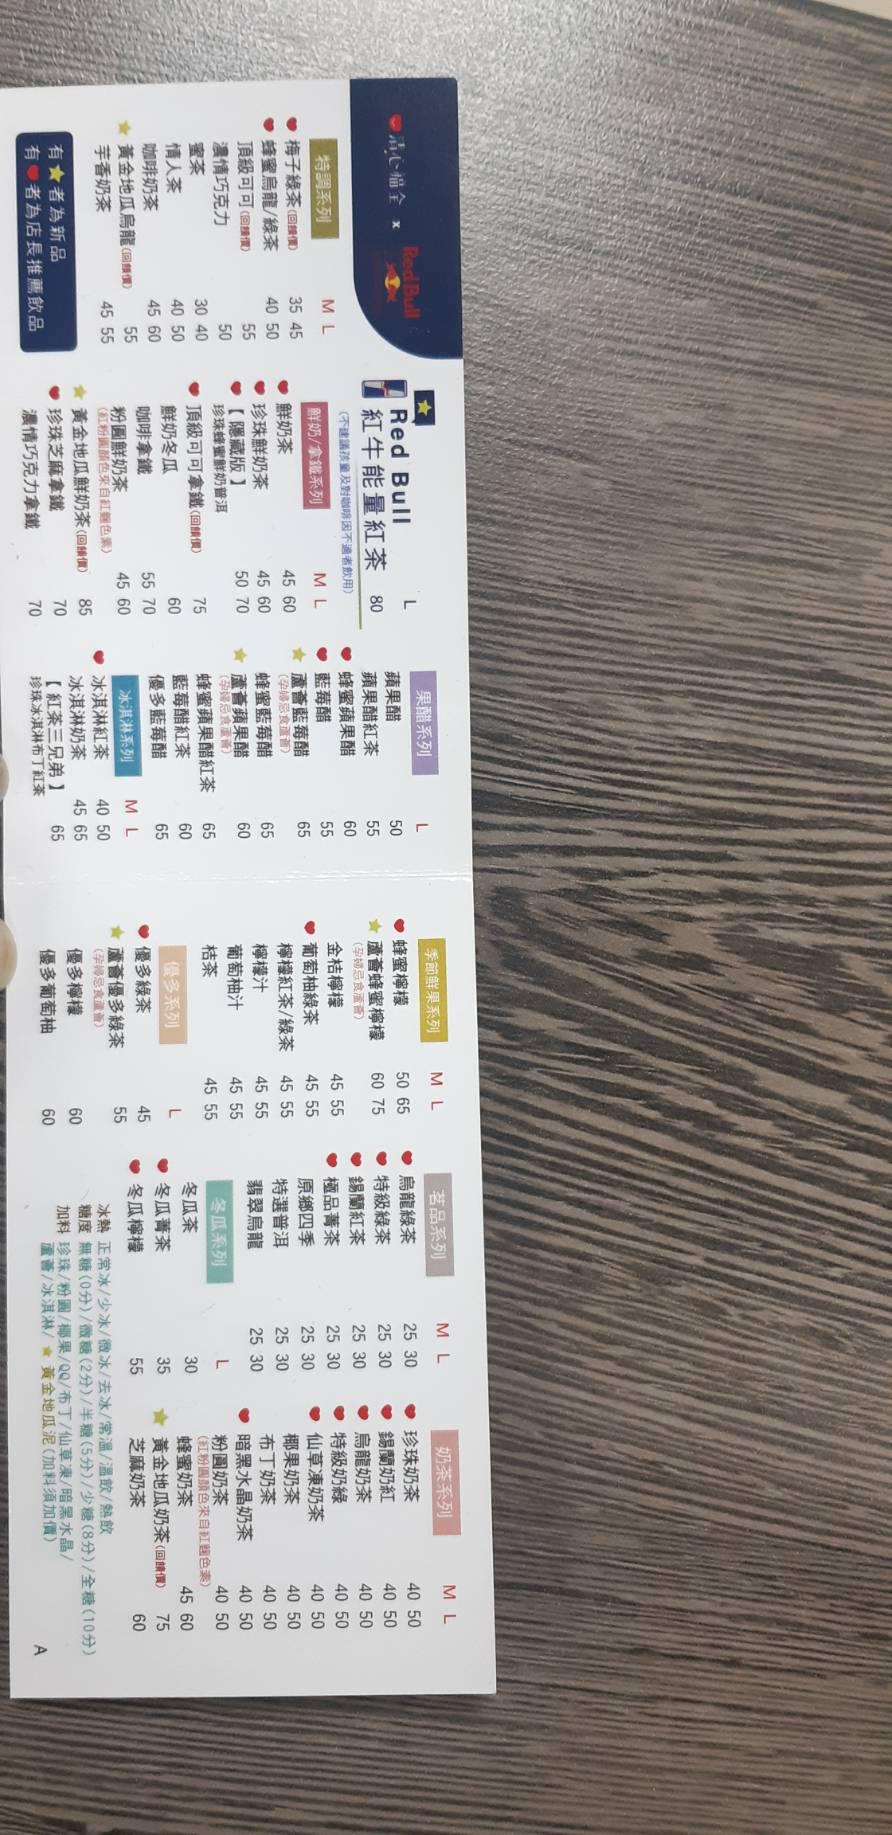 清心福全 x Red Bull
特調系列 M L
梅子綠茶(回饋價) 35 45
蜂蜜烏龍/綠茶 40 50
頂級可可(回饋價) 55
濃情巧克力 50
蜜茶 30 40
情人茶 40 50
咖啡奶茶 45 60
黃金地瓜烏龍(回饋價) 55
芋香奶茶 45 55
有★者為新品
有♥者為店長推薦飲品
Red Bull L
紅牛能量紅茶 80
(不建議孩童及對咖啡因不適者飲用)
鮮奶/拿鐵系列 M L
鮮奶茶 45 60
珍珠鮮奶茶 45 60
【隱藏版】 50 70
珍珠蜂蜜鮮奶普洱
頂級可可拿鐵(回饋價) 75
鮮奶冬瓜 60
咖啡拿鐵 55 70
粉圓鮮奶茶 45 60
(紅粉圓顏色來自紅麴色素)
黃金地瓜鮮奶茶(回饋價) 85
珍珠芝麻拿鐵 70
濃情巧克力拿鐵 70
果醋系列 L
蘋果醋 50
蘋果醋紅茶 55
蜂蜜蘋果醋 60
藍莓醋 55
蘆薈藍莓醋 65
(孕婦忌食蘆薈)
蜂蜜藍莓醋 65
蘆薈蘋果醋 60
(孕婦忌食蘆薈)
蜂蜜蘋果醋紅茶 65
藍莓醋紅茶 60
優多藍莓醋 65
冰淇淋系列 M L
冰淇淋紅茶 40 50
冰淇淋奶茶 45 65
【紅茶三兄弟】 65
珍珠冰淇淋布丁紅茶
季節鮮果系列 M L
蜂蜜檸檬 50 65
蘆薈蜂蜜檸檬 60 75
(孕婦忌食蘆薈)
金桔檸檬 45 55
葡萄柚綠茶 45 55
檸檬紅茶/綠茶 45 55
檸檬汁 45 55
葡萄柚汁 45 55
桔茶 45 55
優多系列 L
優多綠茶 45
蘆薈優多綠茶 55
(孕婦忌食蘆薈)
優多檸檬 60
優多葡萄柚 60
茗品系列 M L
烏龍綠茶 25 30
特級綠茶 25 30
錫蘭紅茶 25 30
極品菁茶 25 30
原鄉四季 25 30
特選普洱 25 30
翡翠烏龍 25 30
冬瓜系列 L
冬瓜茶 30
冬瓜菁茶 35
冬瓜檸檬 55
奶茶系列 M L
珍珠奶茶 40 50
錫蘭奶紅 40 50
烏龍奶茶 40 50
特級奶綠 40 50
仙草凍奶茶 40 50
椰果奶茶 40 50
布丁奶茶 40 50
暗黑水晶奶茶 40 50
粉圓奶茶 40 50
(紅粉圓顏色來自紅麴色素)
蜂蜜奶茶 45 60
黃金地瓜奶茶(回饋價) 75
芝麻奶茶 60
冰熱 正常冰/少冰/微冰/去冰/常溫/溫飲/熱飲
糖度 無糖(0分)/微糖(2分)/半糖(5分)/少糖(8分)/全糖(10分)
加料 珍珠/粉圓/椰果/QQ/布丁/仙草凍/暗黑水晶/
蘆薈/冰淇淋/★黃金地瓜泥(加料須加價)
A